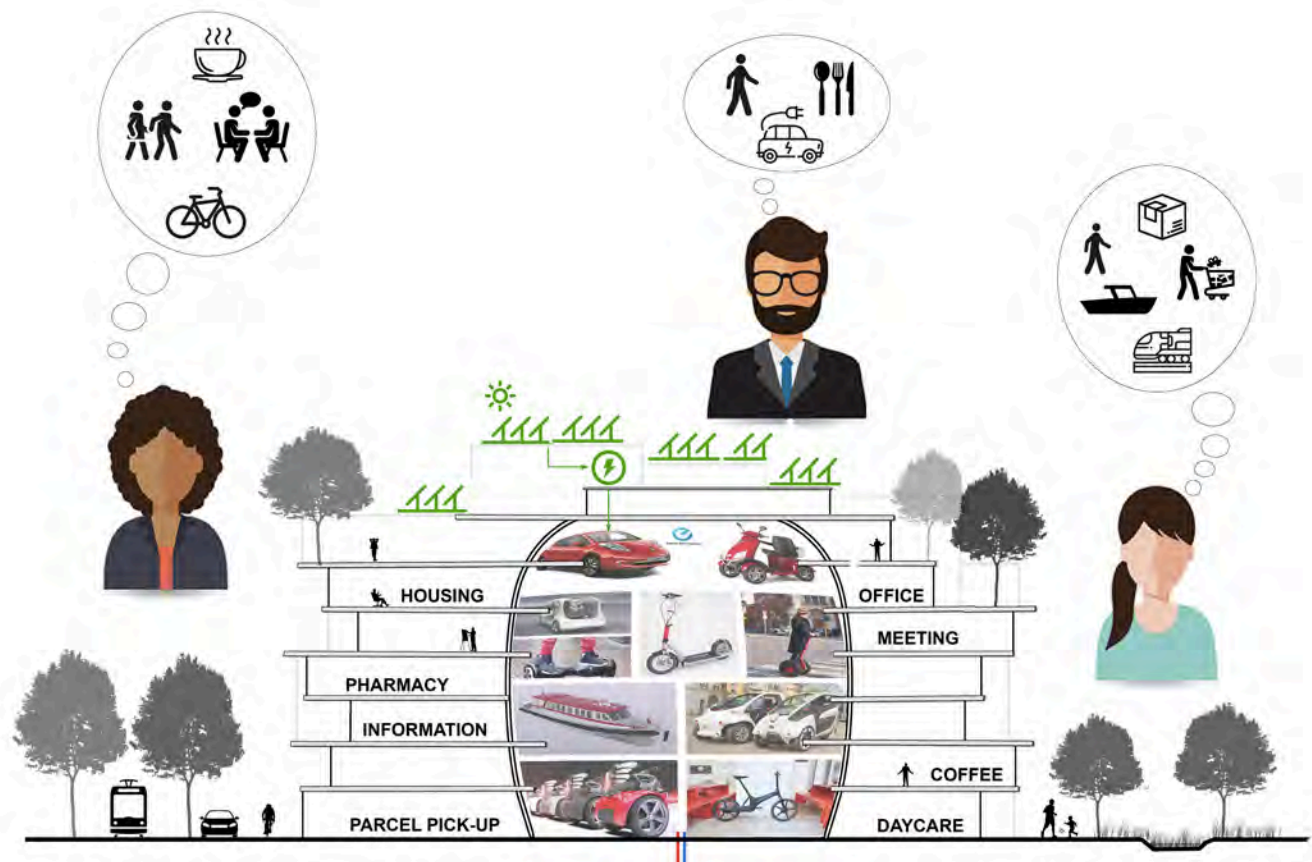 HOUSING
OFFICE
MEETING
PHARMACY
INFORMATION
COFFEE
PARCEL PICK-UP
DAYCARE